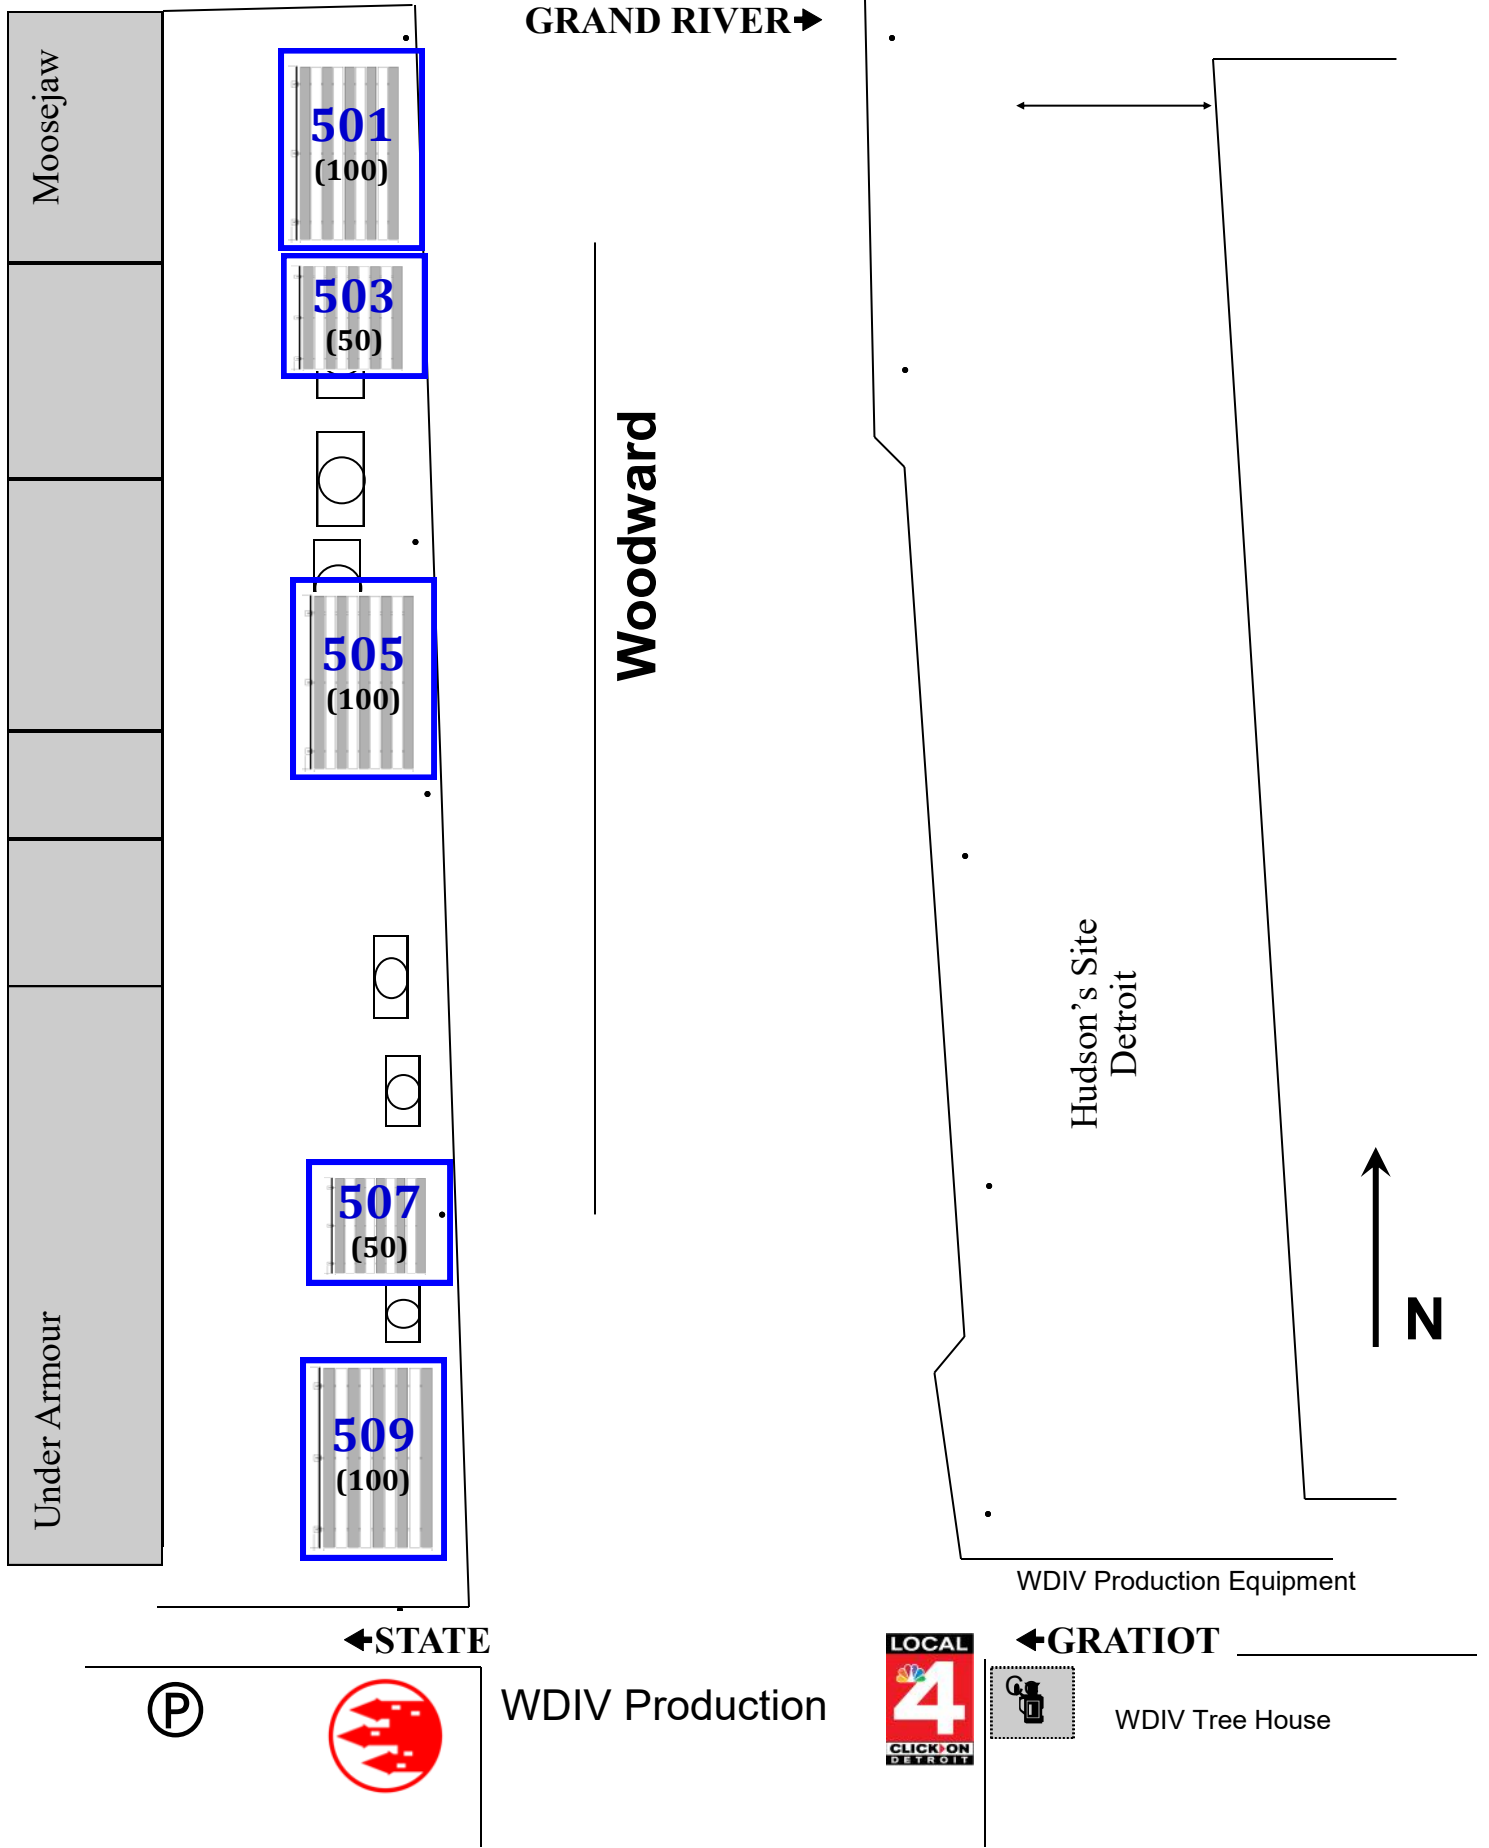 GRAND RIVER
Moosejaw
501
(100)
503
(50)
Woodward
505
(100)
Hudson’s Site
Detroit
507
(50)
N
Under Armour
509
(100)
WDIV Production Equipment
STATE
GRATIOT
P
WDIV Production
LOCAL
4
CLICK ON
DETROIT
WDIV Tree House